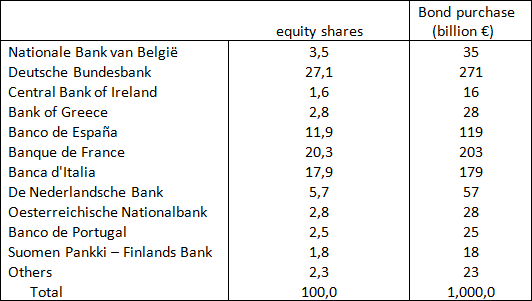 equity shares Bond purchase (billion €)
Nationale Bank van België 3,5 35
Deutsche Bundesbank 27,1 271
Central Bank of Ireland 1,6 16
Bank of Greece 2,8 28
Banco de España 11,9 119
Banque de France 20,3 203
Banca d'Italia 17,9 179
De Nederlandsche Bank 5,7 57
Oesterreichische Nationalbank 2,8 28
Banco de Portugal 2,5 25
Suomen Pankki – Finlands Bank 1,8 18
Others 2,3 23
Total 100,0 1,000,0